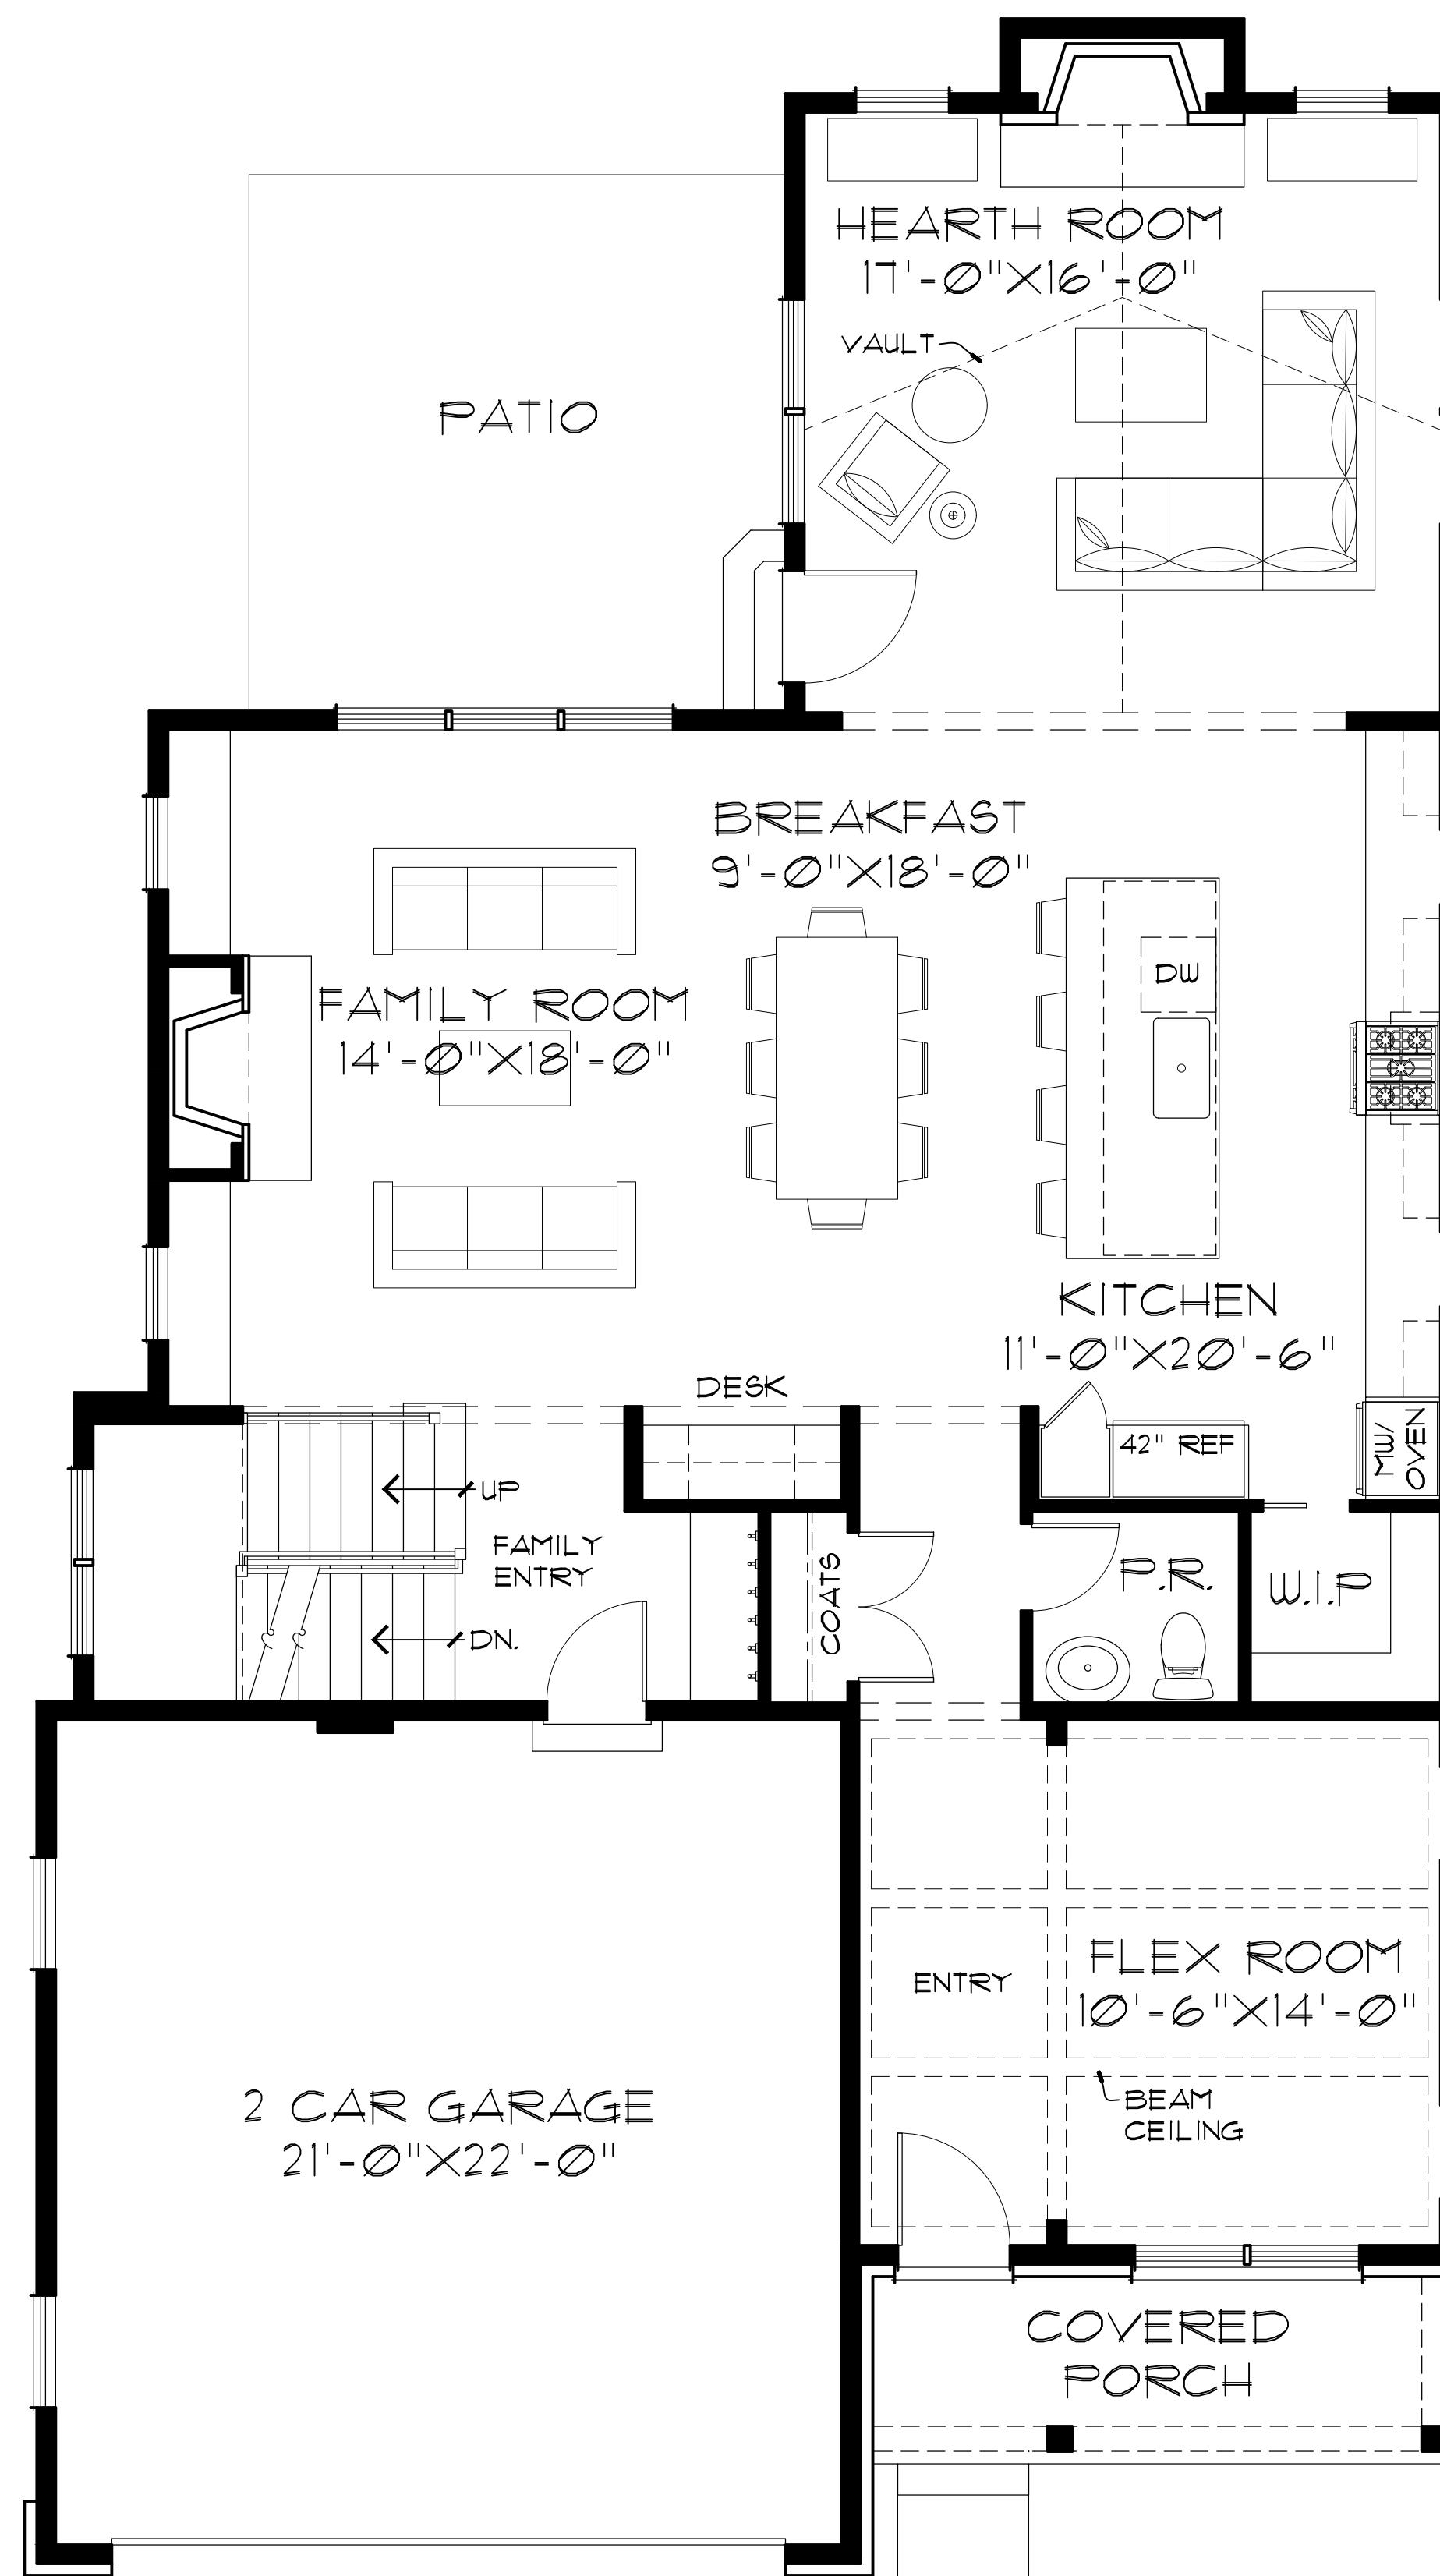 HEARTH ROOM
17'-0"X16'-0"
VAULT
PATIO
BREAKFAST
9'-0"X18'-0"
DW
FAMILY ROOM
14'-0"X18'-0"
KITCHEN
11'-0"X20'-6"
DESK
42" REF
MW/
OVEN
UP
FAMILY
ENTRY
COATS
P.R.
W.I.P
DN.
FLEX ROOM
10'-6"X14'-0"
ENTRY
BEAM
CEILING
2 CAR GARAGE
21'-0"X22'-0"
COVERED
PORCH